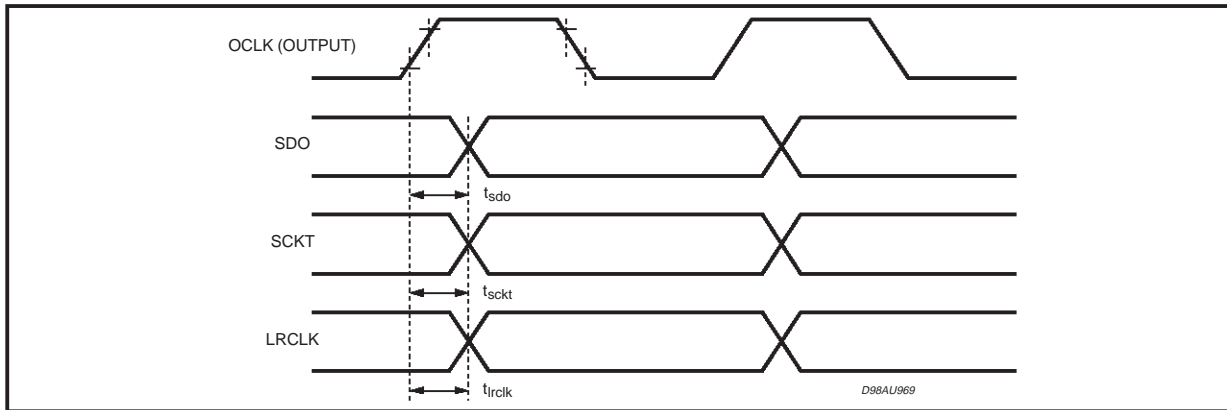 OCLK (OUTPUT)
SDO
tsdo
SCKT
tsckt
LRCLK
tlrclk
D98AU969